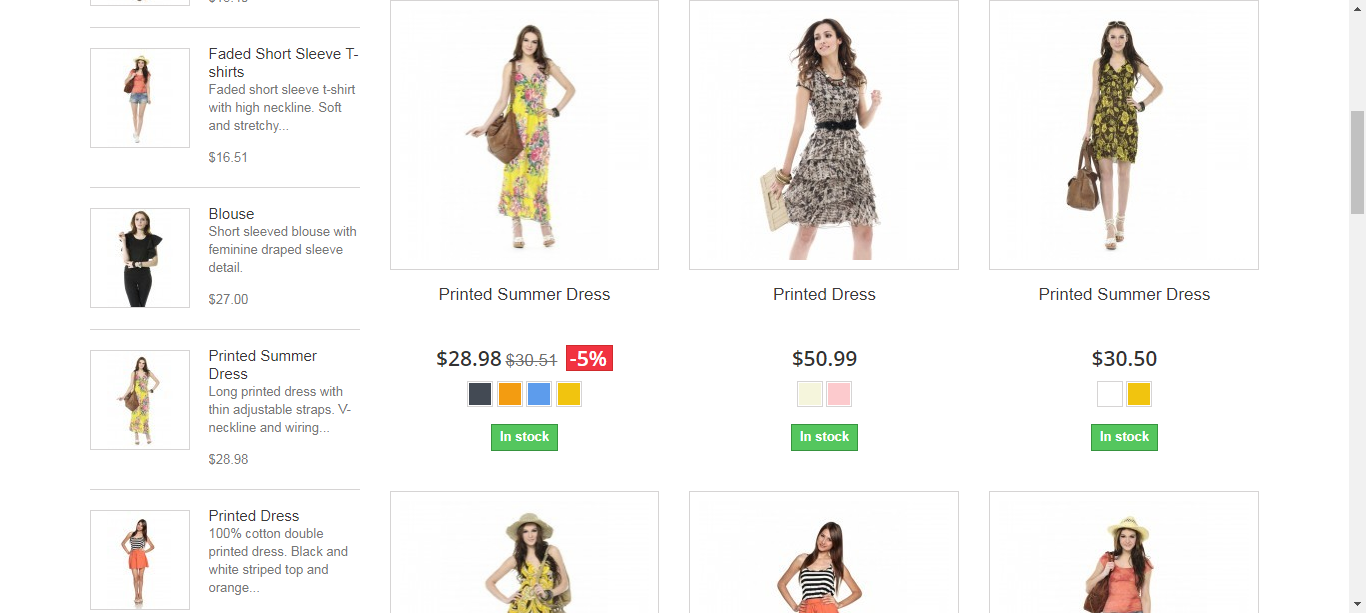 Faded Short Sleeve T-
shirts
Faded short sleeve t-shirt
with high neckline. Soft
and stretchy...
$16.51
Blouse
Short sleeved blouse with
feminine draped sleeve
detail.
$27.00
Printed Summer
Dress
Long printed dress with
thin adjustable straps. V-
neckline and wiring...
$28.98
Printed Dress
100% cotton double
printed dress. Black and
white striped top and
orange...
Printed Summer Dress
$28.98 $30.51 -5%
In stock
Printed Dress
$50.99
In stock
Printed Summer Dress
$30.50
In stock